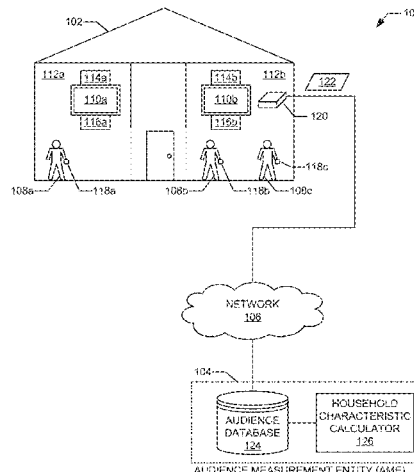 10
102
112a
114a
114b
112b
122
110a
110b
120
116a
116b
118c
108a
118a
108b
118b
108c
NETWORK
106
104
AUDIENCE
DATABASE
124
HOUSEHOLD
CHARACTERISTIC
CALCULATOR
126
AUDIENCE MEASUREMENT ENTITY (AME)